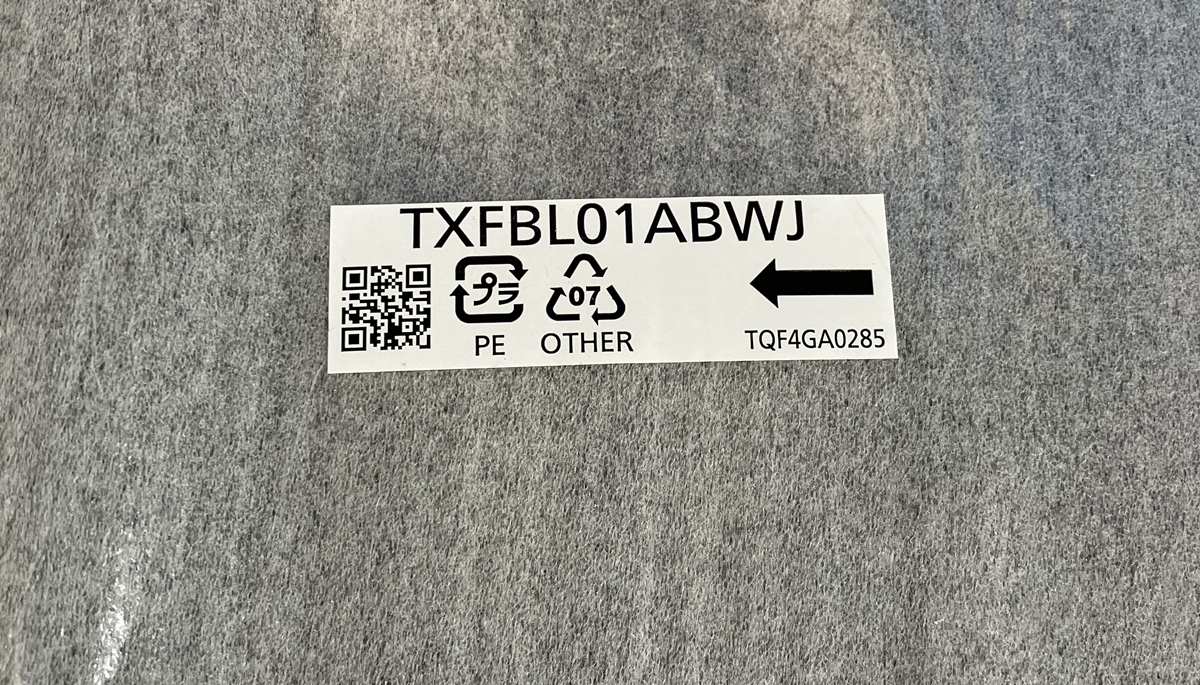 TXFBL01ABWJ
プラ
07
PE
OTHER
TQF4GA0285